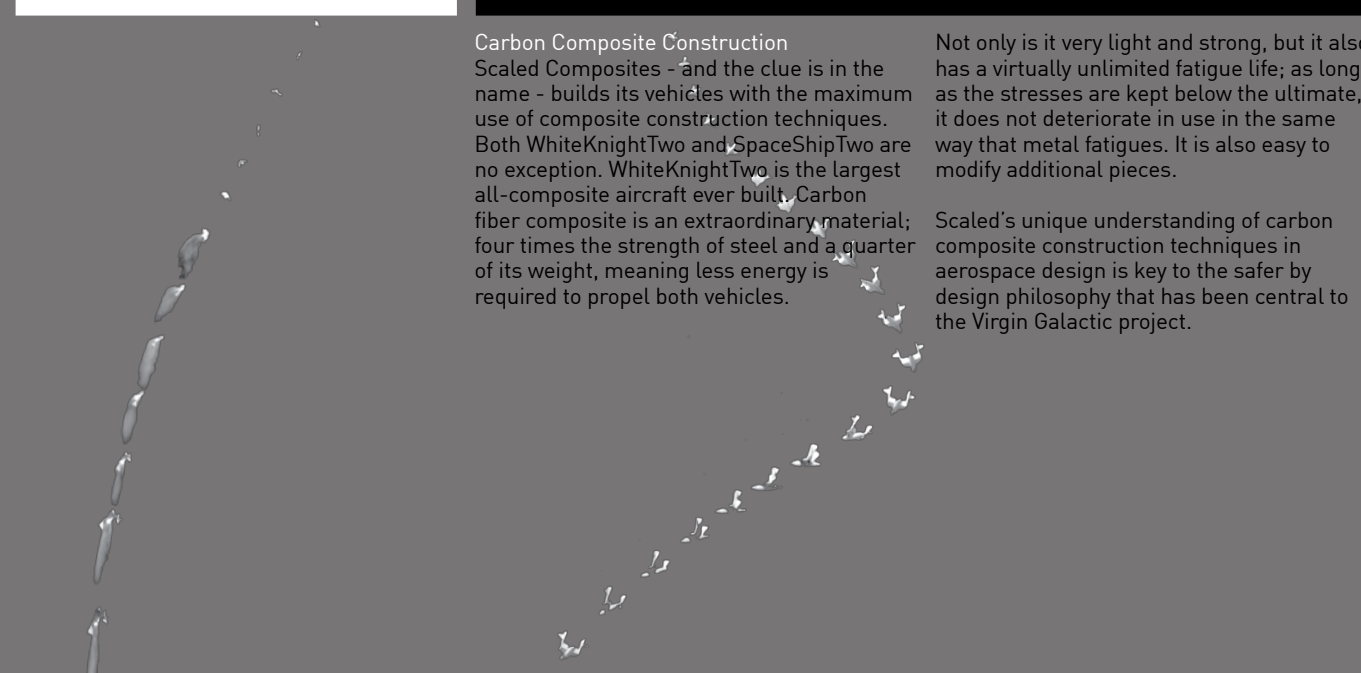 Carbon Composite Construction
Scaled Composites - and the clue is in the
name - builds its vehicles with the maximum
use of composite construction techniques.
Both WhiteKnightTwo and SpaceShipTwo are
no exception. WhiteKnightTwo is the largest
all-composite aircraft ever built. Carbon
fiber composite is an extraordinary material;
four times the strength of steel and a quarter
of its weight, meaning less energy is
required to propel both vehicles.
Not only is it very light and strong, but it also
has a virtually unlimited fatigue life; as long
as the stresses are kept below the ultimate,
it does not deteriorate in use in the same
way that metal fatigues. It is also easy to
modify additional pieces.
Scaled's unique understanding of carbon
composite construction techniques in
aerospace design is key to the safer by
design philosophy that has been central to
the Virgin Galactic project.